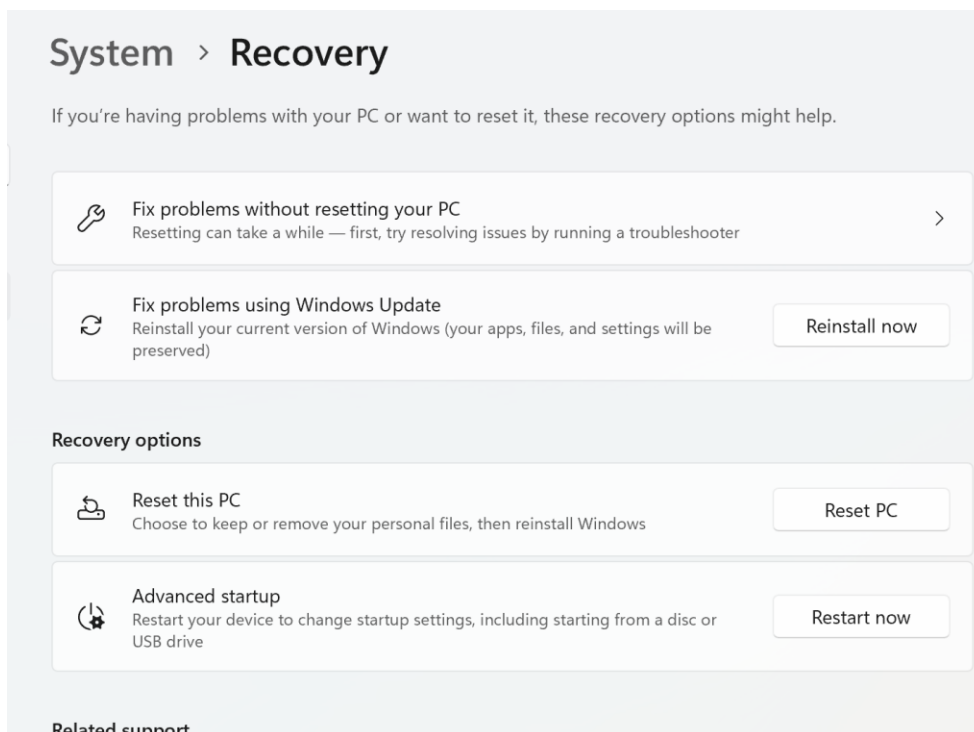 System > Recovery
If you're having problems with your PC or want to reset it, these recovery options might help.
Fix problems without resetting your PC
Resetting can take a while — first, try resolving issues by running a troubleshooter
Fix problems using Windows Update
Reinstall your current version of Windows (your apps, files, and settings will be
preserved)
Reinstall now
Recovery options
Reset this PC
Choose to keep or remove your personal files, then reinstall Windows
Reset PC
Advanced startup
Restart your device to change startup settings, including starting from a disc or
USB drive
Restart now
Related support